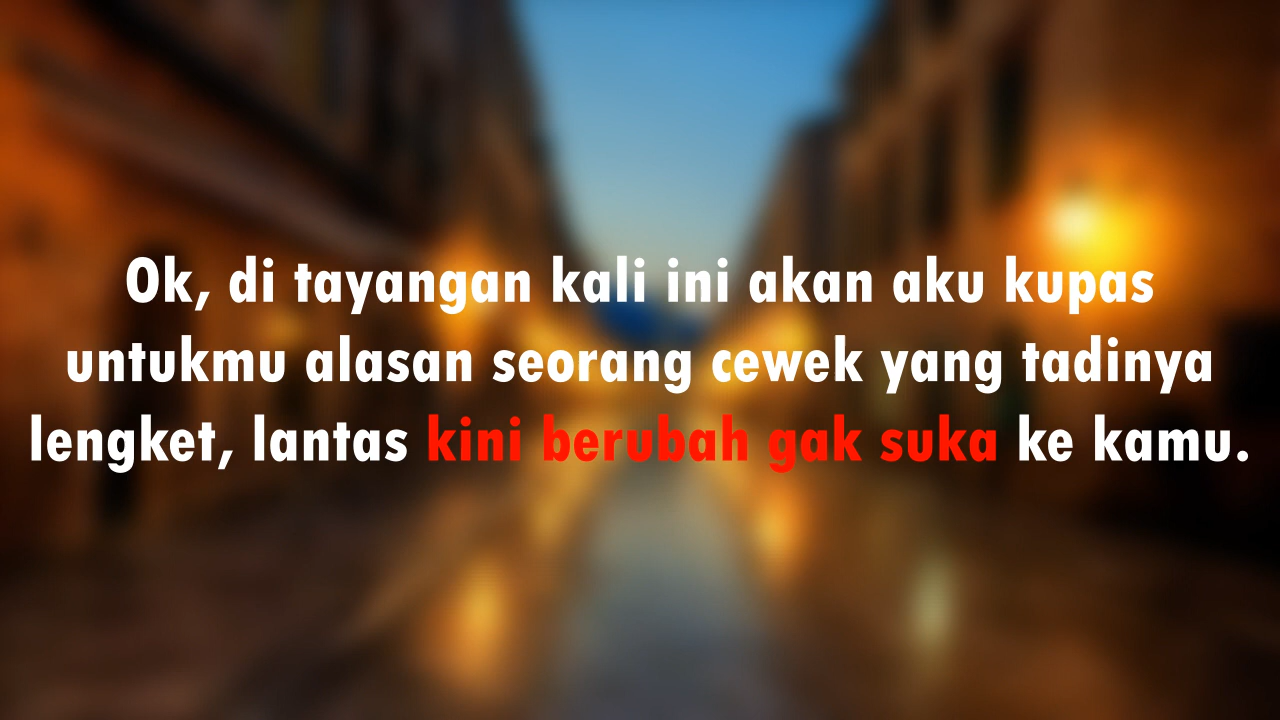 Ok, di tayangan kali ini akan aku kupas
untukmu alasan seorang cewek yang tadinya
lengket, lantas kini berubah gak suka ke kamu.